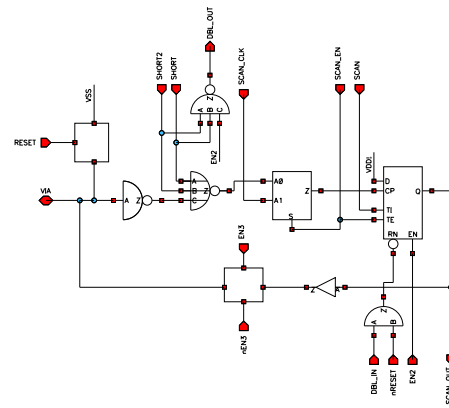 DBL_OUT
SHORT2
SHORT
SCAN_CLK
SCAN_EN
SCAN
VSS
Z
A B C
EN2
RESET
VIA
A Z
A
B
C
Z
A0
A1
Z
S
VDDI
D
CP
Q
TI
TE
RN EN
EN3
nEN3
Z A
Z
A B
DBL_IN
nRESET
EN2
SCAN_OUT